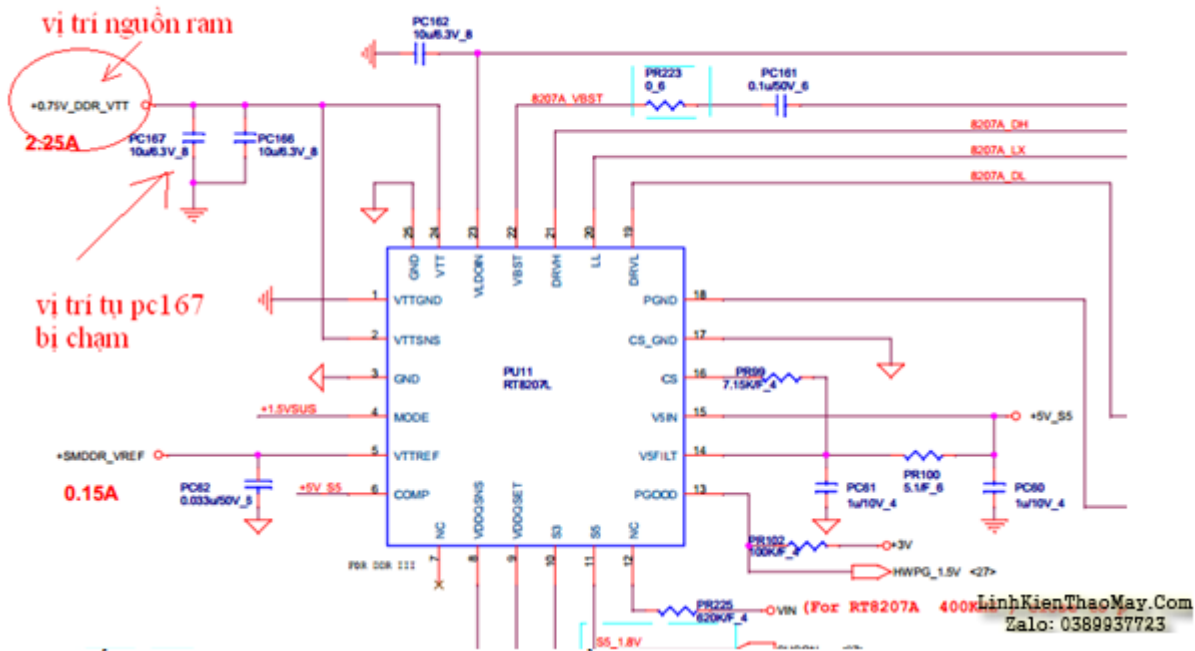 vị trí nguồn ram
PC162
10u/6.3V_8
+0.75V_DDR_VTT
2.25A
PC167
10u/6.3V_8
PC166
10u/6.3V_8
8207A_VBST
PR223
0_6
PC161
0.1u/50V_6
8207A_DH
8207A_LX
8207A_DL
vị trí tụ pc167
bị chạm
25
24
23
22
21
20
19
GND
VTT
VLDOIN
VBST
DRVH
LL
DRVL
1
VTTGND
2
VTTSNS
3
GND
+1.5VSUS
4
MODE
+SMDDR_VREF
5
VTTREF
0.15A
PC62
+5V_S5
6
COMP
PU11
RT8207L
PGND
18
CS_GND
17
CS
16
PR99
7.15K/F_4
V5IN
15
+5V_S5
V5FILT
14
PR100
5.1/F_6
PGOOD
13
PC61
1u/10V_4
PC60
1u/10V_4
NC
VDDQSNS
VDDQSET
S3
S5
NC
7
8
9
10
11
12
FOR DDR III
PR102
100K/F_4
+3V
HWPG_1.5V <27>
PR225
620K/F_4
VIN
(For RT8207A
S5_1.8V
LinhKienThaoMay.Com
Zalo: 0389937723